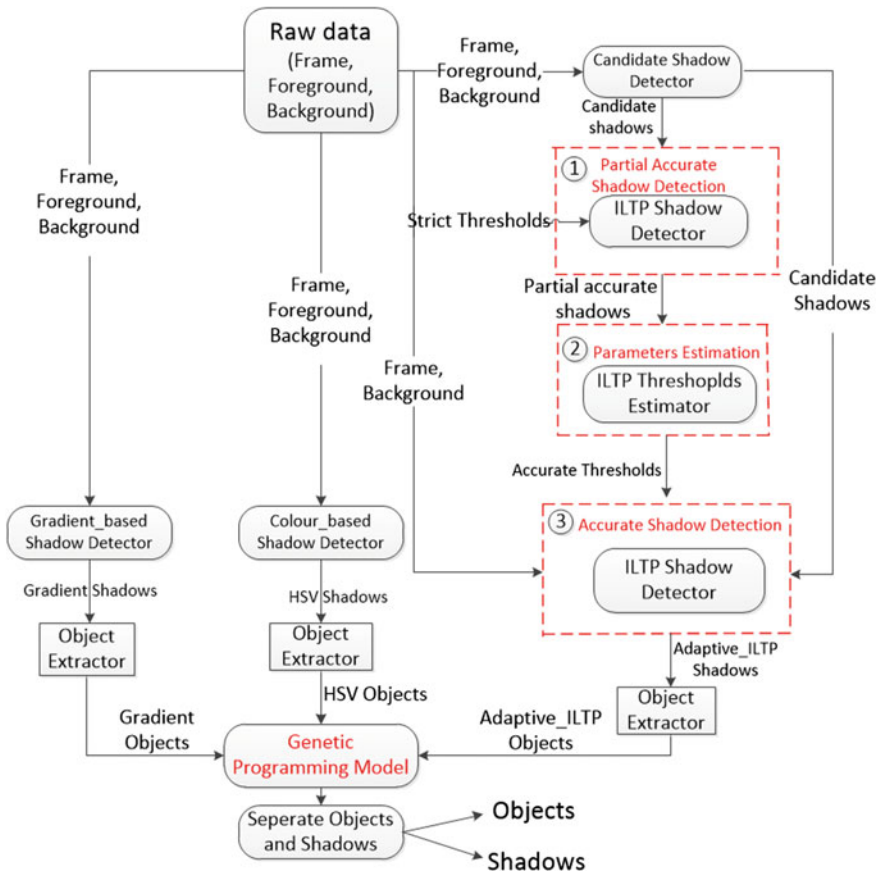 Raw data
(Frame,
Foreground,
Background)
Frame,
Foreground,
Background
Candidate Shadow
Detector
Candidate
shadows
1
Partial Accurate
Shadow Detection
Strict Thresholds
ILTP Shadow
Detector
Frame,
Foreground,
Background
Frame,
Foreground,
Background
Candidate
Shadows
Partial accurate
shadows
2
Parameters Estimation
ILTP Threshoplds
Estimator
Frame,
Background
Accurate Thresholds
3
Accurate Shadow Detection
ILTP Shadow
Detector
Gradient_based
Shadow Detector
Colour_based
Shadow Detector
Gradient Shadows
HSV Shadows
Object
Extractor
Object
Extractor
Adaptive_ILTP
Shadows
Object
Extractor
Gradient
Objects
HSV Objects
Adaptive_ILTP
Objects
Genetic
Programming Model
Seperate Objects
and Shadows
Objects
Shadows